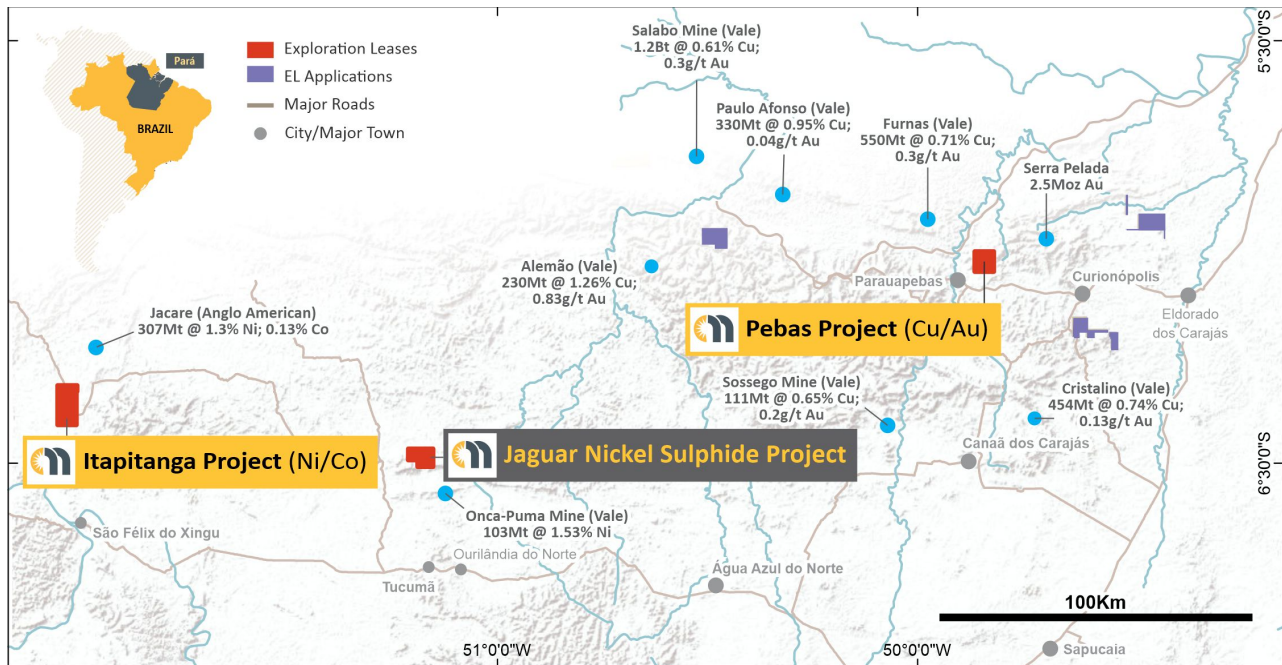 Pará
BRAZIL
Exploration Leases
EL Applications
Major Roads
City/Major Town
Salabo Mine (Vale)
1.2Bt @ 0.61% Cu;
0.3g/t Au
Paulo Afonso (Vale)
330Mt @ 0.95% Cu;
0.04g/t Au
Furnas (Vale)
550Mt @ 0.71% Cu;
0.3g/t Au
Serra Pelada
2.5Moz Au
5°30'0"S
Alemão (Vale)
230Mt @ 1.26% Cu;
0.83g/t Au
Parauapebas
Curionópolis
Eldorado
dos Carajás
Jacare (Anglo American)
307Mt @ 1.3% Ni; 0.13% Co
Pebas Project (Cu/Au)
Sossego Mine (Vale)
111Mt @ 0.65% Cu;
0.2g/t Au
Cristalino (Vale)
454Mt @ 0.74% Cu;
0.13g/t Au
Itapitanga Project (Ni/Co)
Jaguar Nickel Sulphide Project
Canaã dos Carajás
6°30'0"S
Onca-Puma Mine (Vale)
103Mt @ 1.53% Ni
São Félix do Xingu
Ourilândia do Norte
Tucumã
Água Azul do Norte
100Km
51°0'0"W
50°0'0"W
Sapucaia